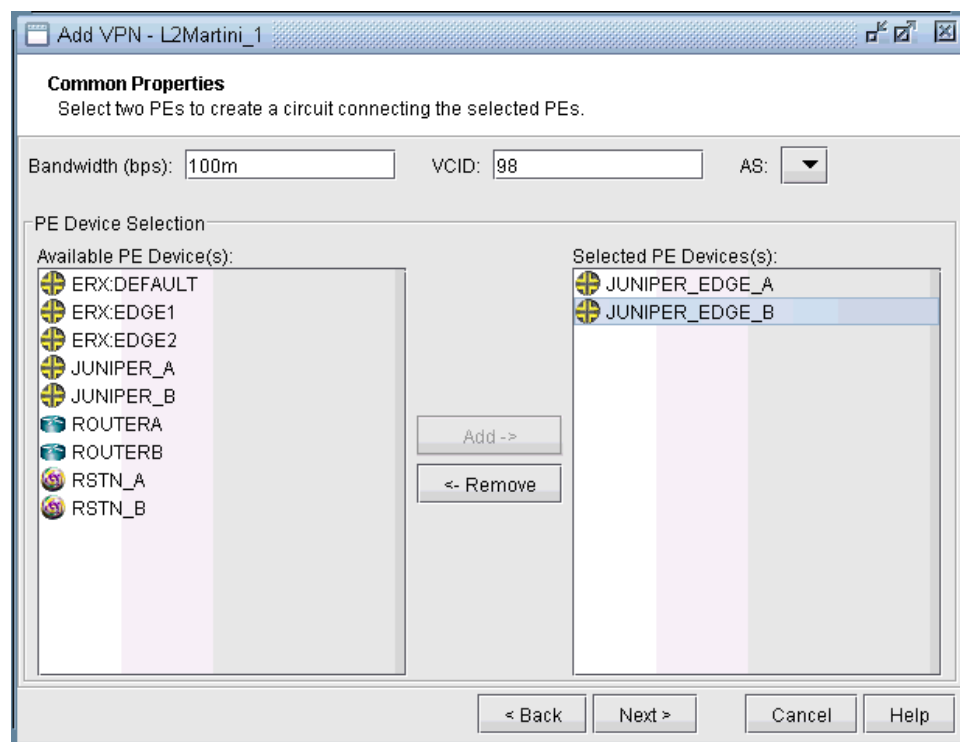 Add VPN - L2Martini_1
Common Properties
Select two PEs to create a circuit connecting the selected PEs.
Bandwidth (bps): 100m VCID: 98 AS:
PE Device Selection
Available PE Device(s):
ERX:DEFAULT
ERX:EDGE1
ERX:EDGE2
JUNIPER_A
JUNIPER_B
ROUTERA
ROUTERB
RSTN_A
RSTN_B
Add ->
<- Remove
Selected PE Devices(s):
JUNIPER_EDGE_A
JUNIPER_EDGE_B
< Back Next > Cancel Help